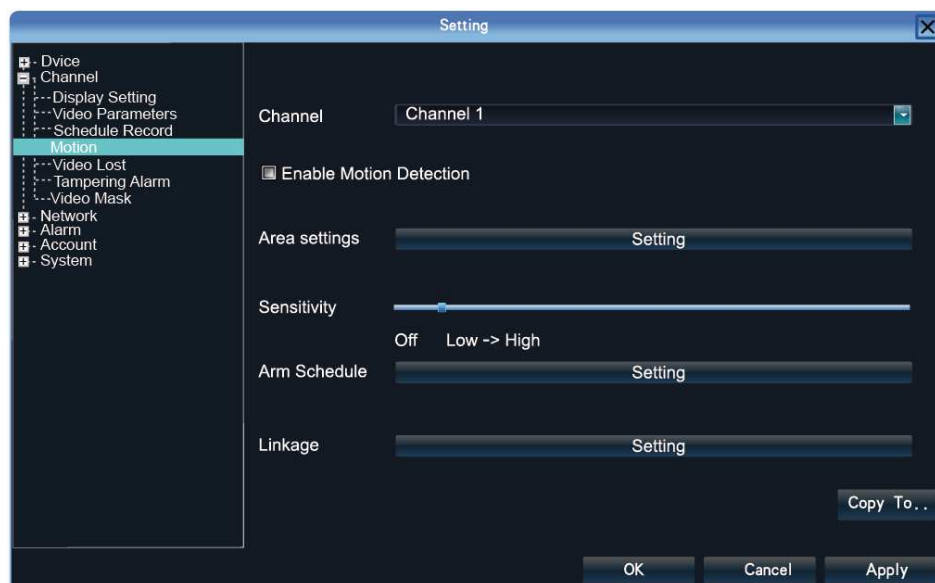 Setting
Dvice
Channel
Display Setting
Video Parameters
Schedule Record
Motion
Video Lost
Tampering Alarm
Video Mask
Network
Alarm
Account
System
Channel Channel 1
Enable Motion Detection
Area settings Setting
Sensitivity
Off Low -> High
Arm Schedule Setting
Linkage Setting
Copy To..
OK Cancel Apply